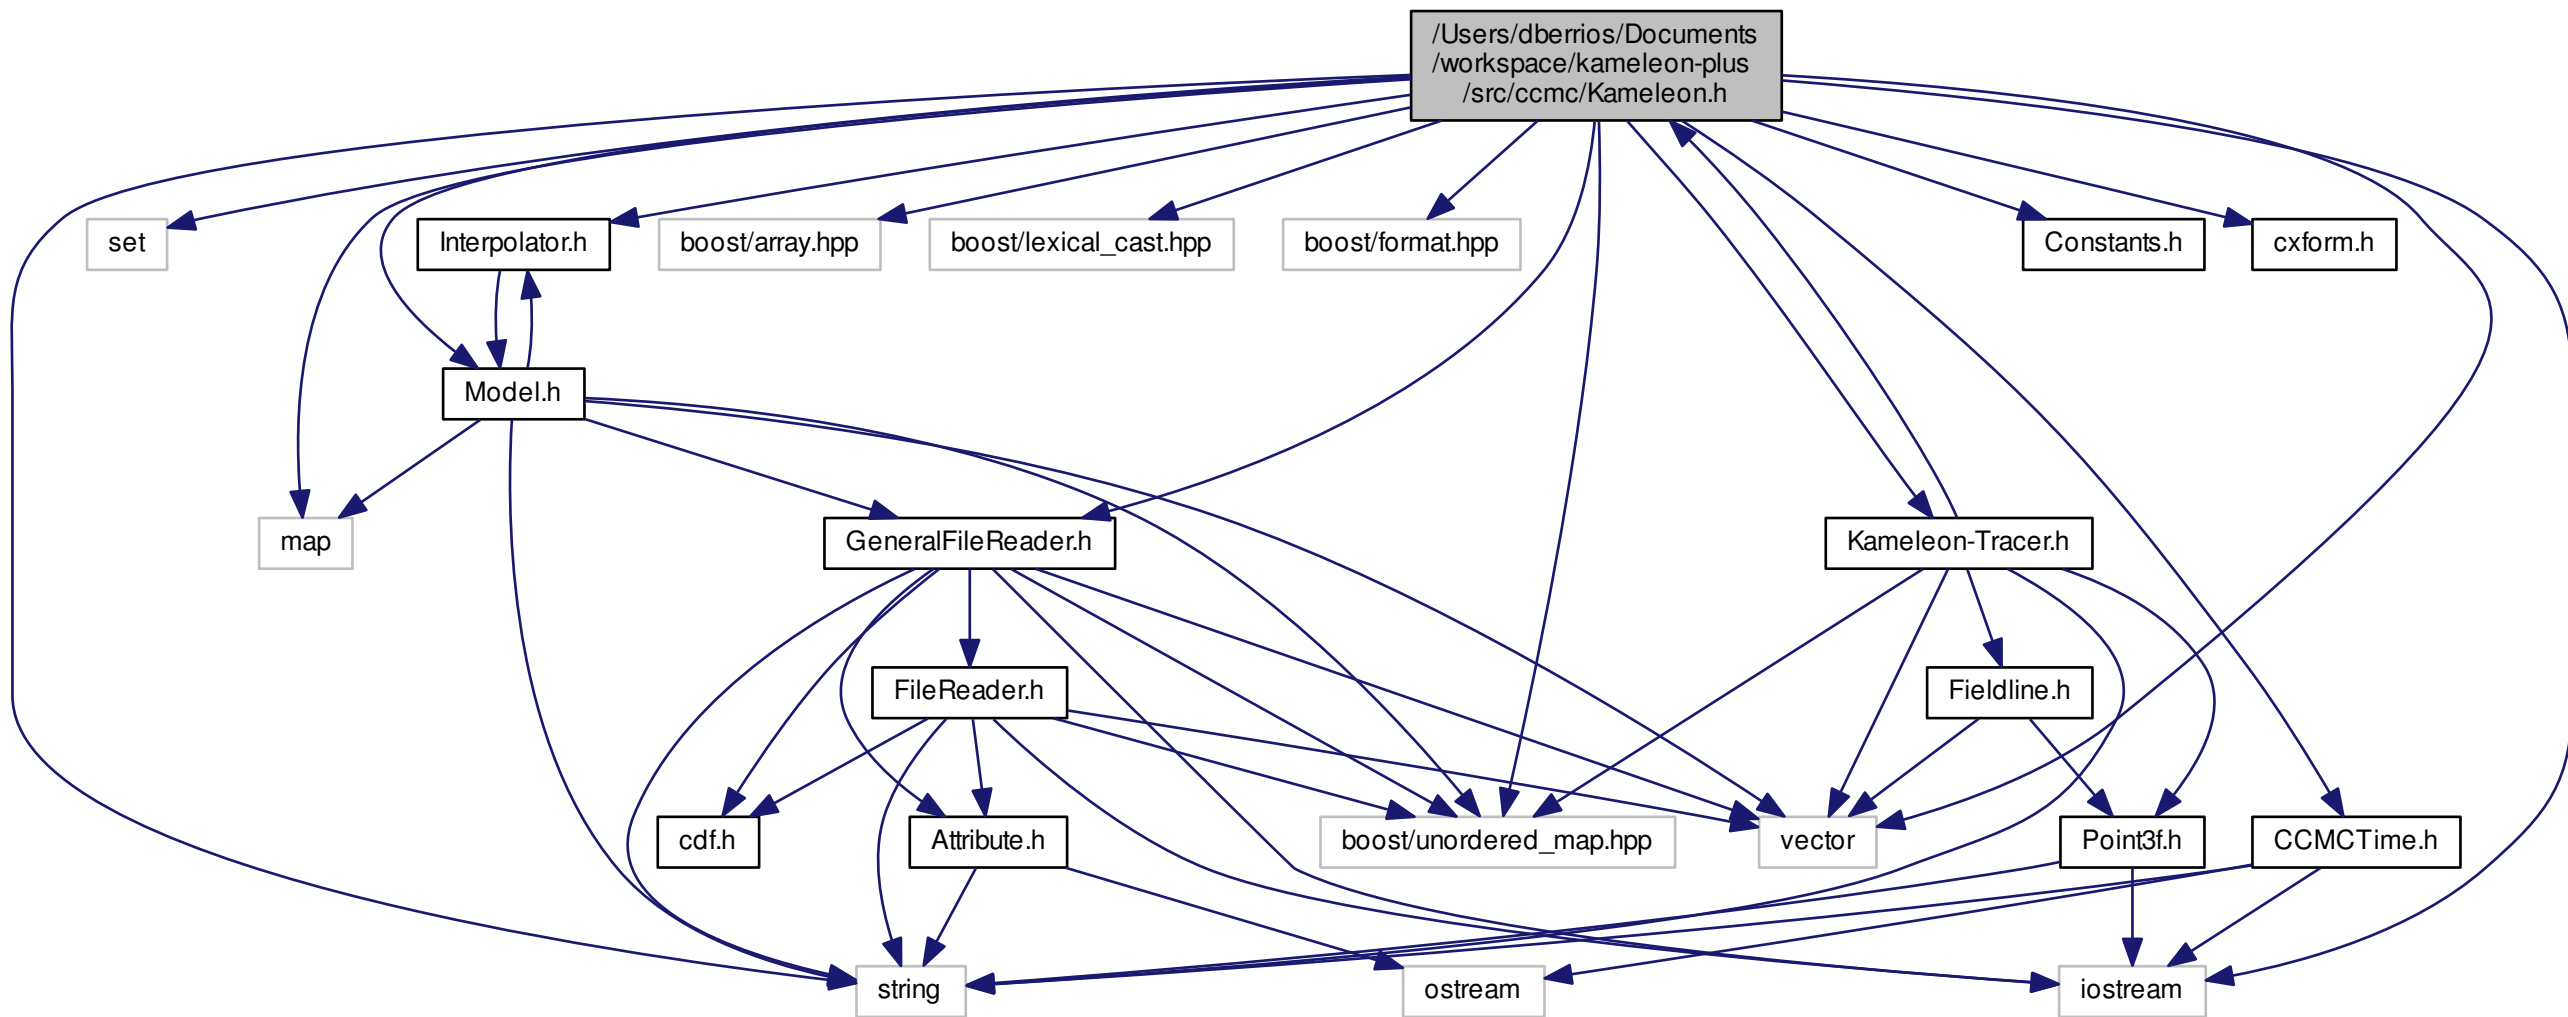 /Users/dberrios/Documents
/workspace/kameleon-plus
/src/ccmc/Kameleon.h
set
Interpolator.h
boost/array.hpp
boost/lexical_cast.hpp
boost/format.hpp
Constants.h
cxform.h
Model.h
map
GeneralFileReader.h
Kameleon-Tracer.h
FileReader.h
Fieldline.h
cdf.h
Attribute.h
boost/unordered_map.hpp
vector
Point3f.h
CCMCTime.h
string
ostream
iostream